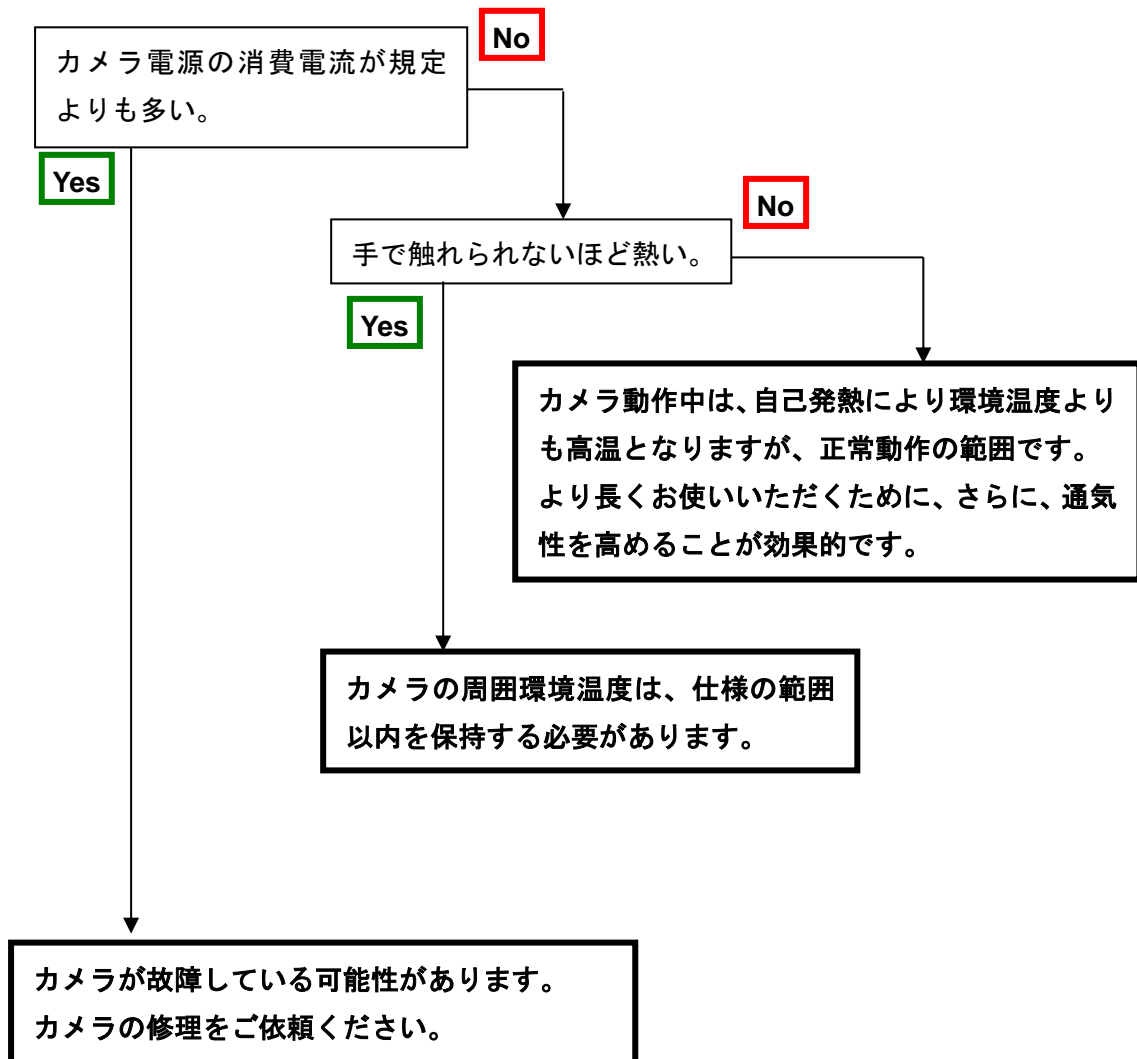 No
カメラ電源の消費電流が規定
よりも多い。
Yes
No
手で触れられないほど熱い。
Yes
カメラ動作中は、自己発熱により環境温度より
も高温となりますが、正常動作の範囲です。
より長くお使いいただくために、さらに、通気
性を高めることが効果的です。
カメラの周囲環境温度は、仕様の範囲
以内を保持する必要があります。
カメラが故障している可能性があります。
カメラの修理をご依頼ください。